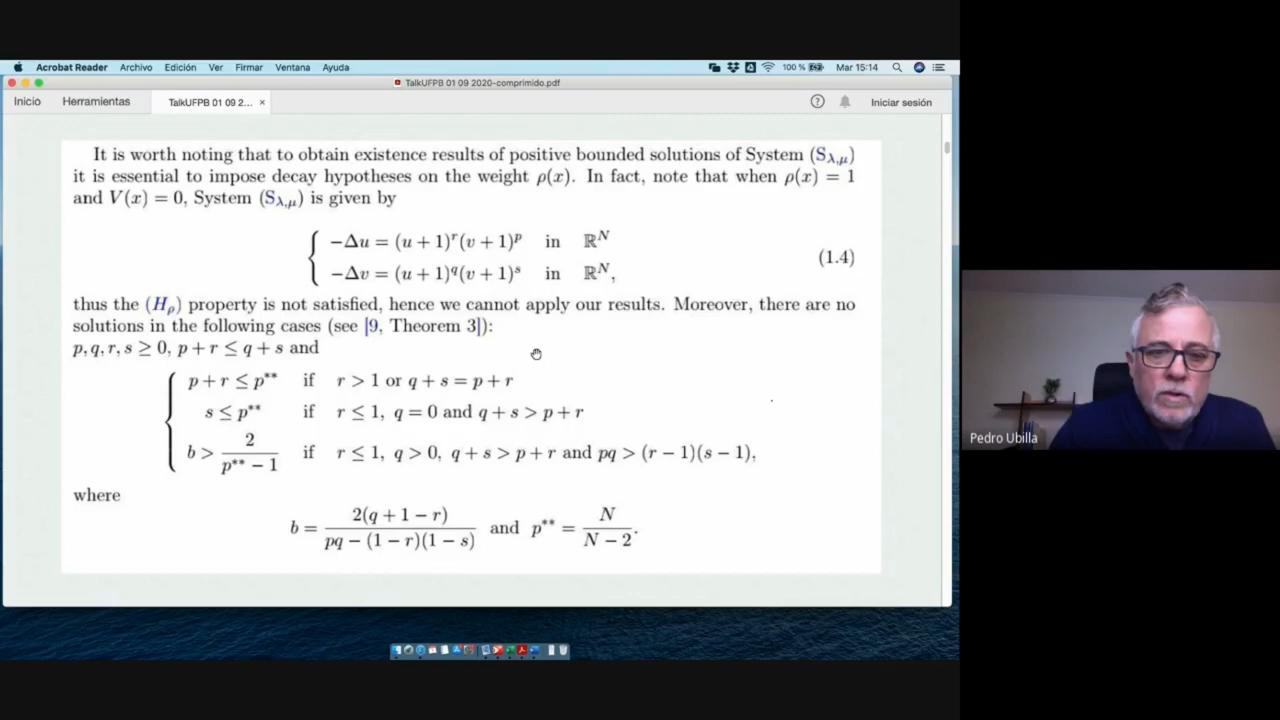 Acrobat Reader Archivo Edición Ver Firmar Ventana Ayuda 100 % Mar 15:14
TalkUFPB 01 09 2020-comprimido.pdf
Inicio Herramientas TalkUFPB 01 09 2... × Iniciar sesión
It is worth noting that to obtain existence results of positive bounded solutions of System (S_{λ,μ})
it is essential to impose decay hypotheses on the weight ρ(x). In fact, note that when ρ(x) = 1
and V(x) = 0, System (S_{λ,μ}) is given by
−Δu = (u + 1)^r (v + 1)^p in ℝ^N
−Δv = (u + 1)^q (v + 1)^s in ℝ^N,
(1.4)
thus the (H_ρ) property is not satisfied, hence we cannot apply our results. Moreover, there are no
solutions in the following cases (see [9, Theorem 3]):
p, q, r, s ≥ 0, p + r ≤ q + s and
p + r ≤ p** if r > 1 or q + s = p + r
s ≤ p** if r ≤ 1, q = 0 and q + s > p + r
b > 2/(p** − 1) if r ≤ 1, q > 0, q + s > p + r and pq > (r − 1)(s − 1),
where
b = 2(q + 1 − r)/(pq − (1 − r)(1 − s)) and p** = N/(N − 2).
Pedro Ubilla